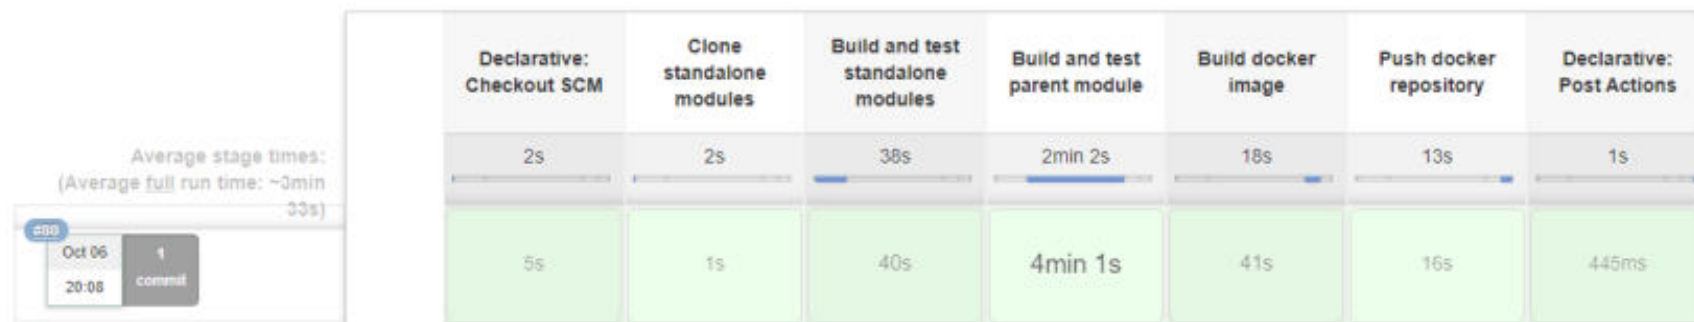 Declarative:
Checkout SCM
Clone
standalone
modules
Build and test
standalone
modules
Build and test
parent module
Build docker
image
Push docker
repository
Declarative:
Post Actions
Average stage times:
(Average full run time: ~3min
33s)
2s
2s
38s
2min 2s
18s
13s
1s
Oct 06
20:08
1
commit
5s
1s
40s
4min 1s
41s
16s
445ms